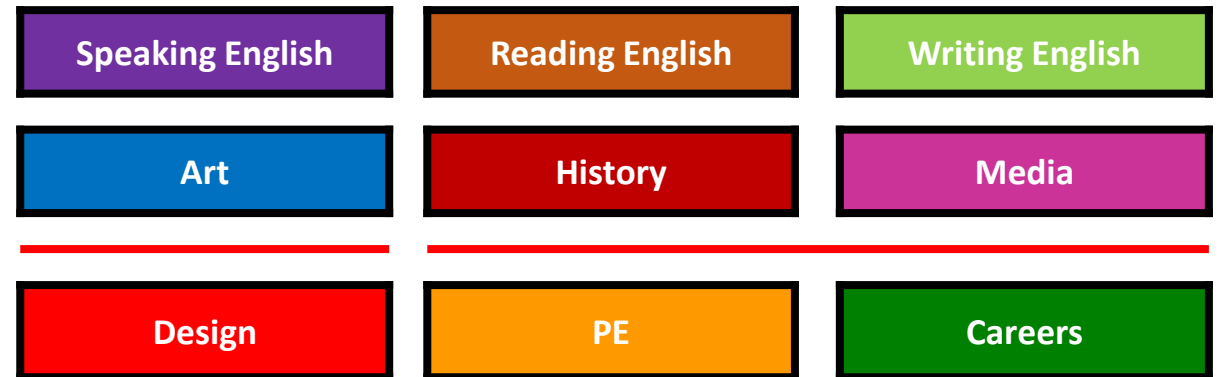 Speaking English
Reading English
Writing English
Art
History
Media
Design
PE
Careers